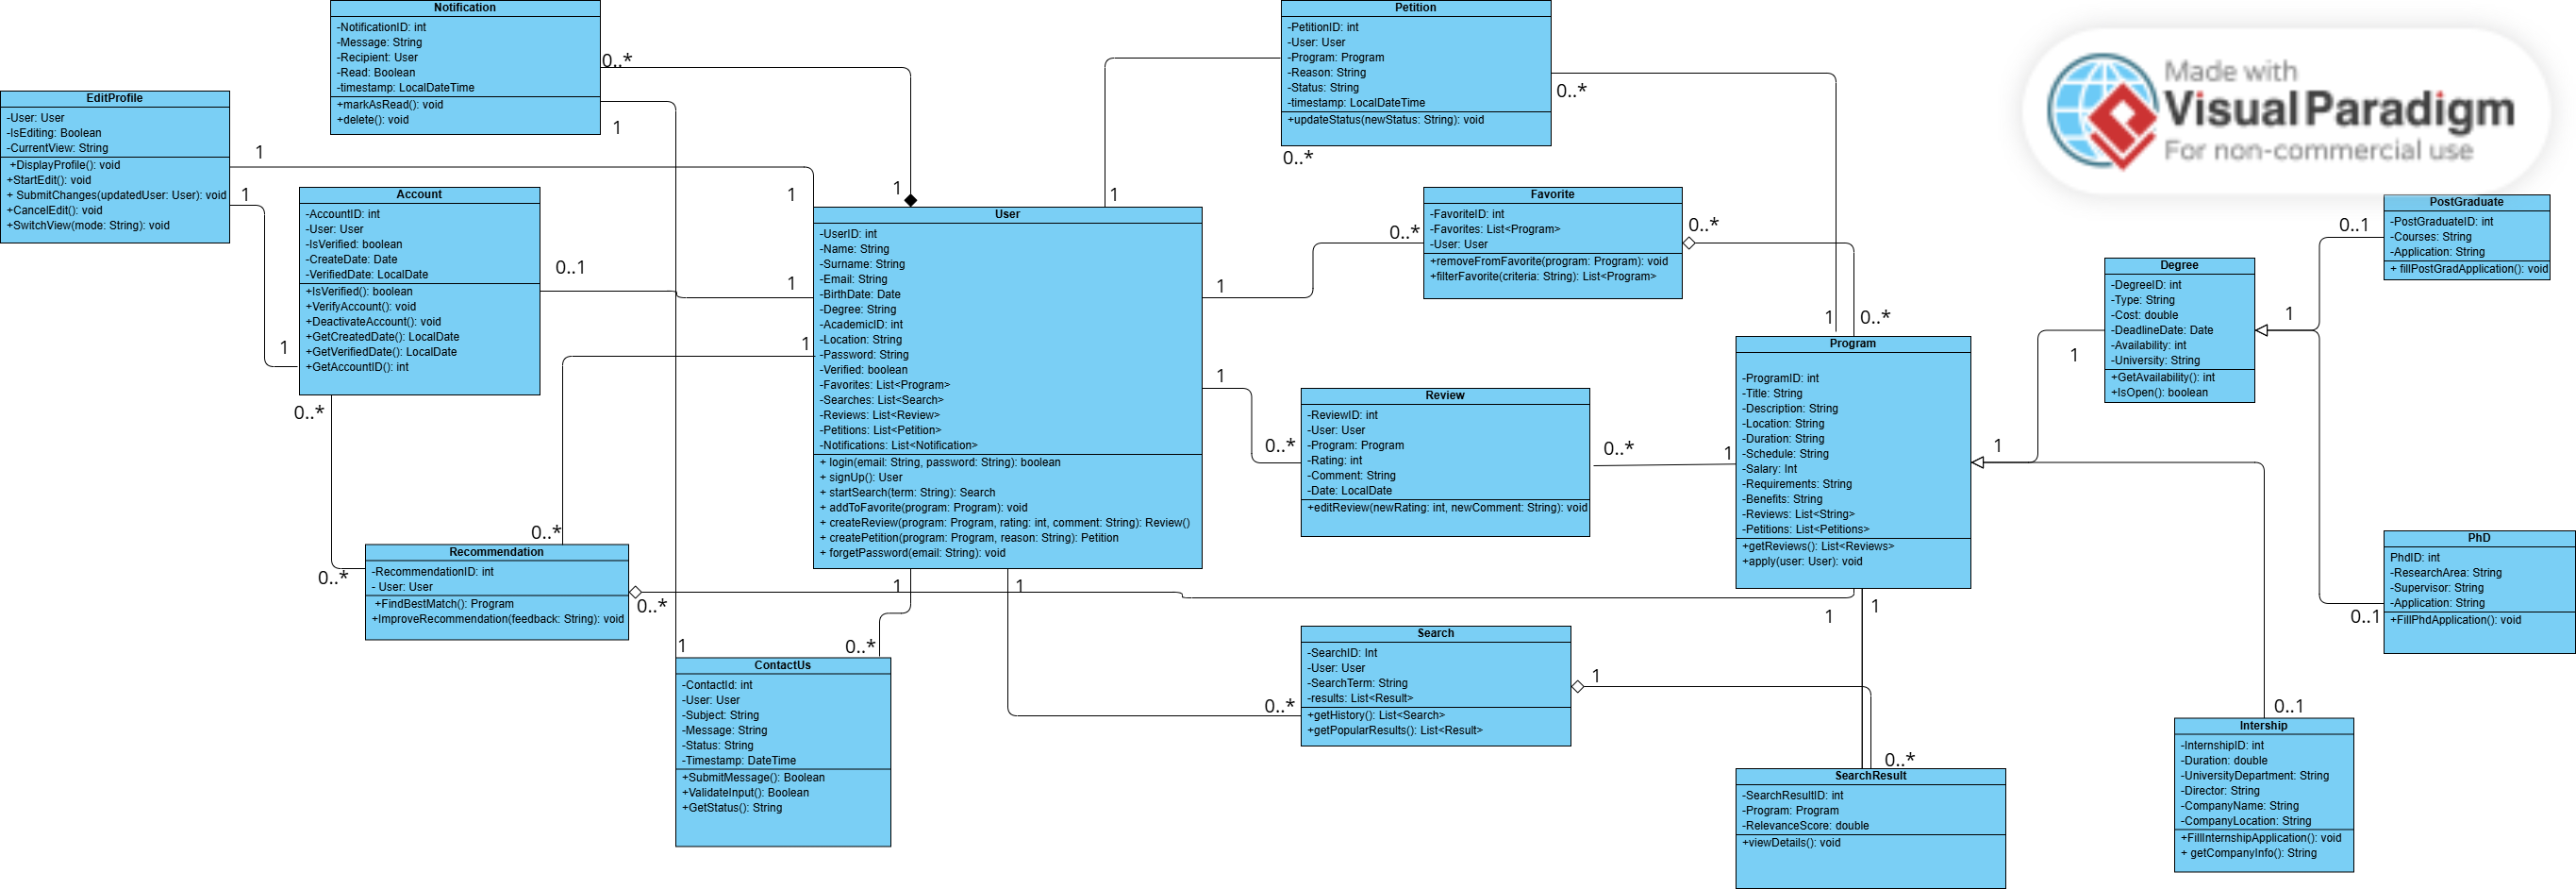 Notification
-NotificationID: int
-Message: String
-Recipient: User
-Read: Boolean
-timestamp: LocalDateTime
+markAsRead(): void
+delete(): void
0..*
1
Petition
-PetitionID: int
-User: User
-Program: Program
-Reason: String
-Status: String
-timestamp: LocalDateTime
+updateStatus(newStatus: String): void
0..*
0..*
Made with
Visual Paradigm
For non-commercial use
EditProfile
-User: User
-IsEditing: Boolean
-CurrentView: String
+DisplayProfile(): void
+StartEdit(): void
+ SubmitChanges(updatedUser: User): void
+CancelEdit(): void
+SwitchView(mode: String): void
1
1
Account
-AccountID: int
-User: User
-IsVerified: boolean
-CreateDate: Date
-VerifiedDate: LocalDate
+IsVerified(): boolean
+VerifyAccount(): void
+DeactivateAccount(): void
+GetCreatedDate(): LocalDate
+GetVerifiedDate(): LocalDate
+GetAccountID(): int
1
0..1
0..*
1
1
1
1
1
User
-UserID: int
-Name: String
-Surname: String
-Email: String
-BirthDate: Date
-Degree: String
-AcademicID: int
-Location: String
-Password: String
-Verified: boolean
-Favorites: List<Program>
-Searches: List<Search>
-Reviews: List<Review>
-Petitions: List<Petition>
-Notifications: List<Notification>
+ login(email: String, password: String): boolean
+ signUp(): User
+ startSearch(term: String): Search
+ addToFavorite(program: Program): void
+ createReview(program: Program, rating: int, comment: String): Review()
+ createPetition(program: Program, reason: String): Petition
+ forgetPassword(email: String): void
1
1
1
1
Favorite
-FavoriteID: int
-Favorites: List<Program>
-User: User
+removeFromFavorite(program: Program): void
+filterFavorite(criteria: String): List<Program>
0..*
0..*
Review
-ReviewID: int
-User: User
-Program: Program
-Rating: int
-Comment: String
-Date: LocalDate
+editReview(newRating: int, newComment: String): void
0..*
0..*
1
1
0..*
Program
-ProgramID: int
-Title: String
-Description: String
-Location: String
-Duration: String
-Schedule: String
-Salary: Int
-Requirements: String
-Benefits: String
-Reviews: List<String>
-Petitions: List<Petitions>
+getReviews(): List<Reviews>
+apply(user: User): void
1
1
1
Degree
-DegreeID: int
-Type: String
-Cost: double
-DeadlineDate: Date
-Availability: int
-University: String
+GetAvailability(): int
+IsOpen(): boolean
1
1
PostGraduate
-PostGraduateID: int
-Courses: String
-Application: String
+ fillPostGradApplication(): void
0..1
PhD
PhdID: int
-ResearchArea: String
-Supervisor: String
-Application: String
+FillPhdApplication(): void
0..1
Recommendation
-RecommendationID: int
- User: User
+FindBestMatch(): Program
+ImproveRecommendation(feedback: String): void
0..*
0..*
0..*
ContactUs
-ContactId: int
-User: User
-Subject: String
-Message: String
-Status: String
-Timestamp: DateTime
+SubmitMessage(): Boolean
+ValidateInput(): Boolean
+GetStatus(): String
1
0..*
Search
-SearchID: Int
-User: User
-SearchTerm: String
-results: List<Result>
+getHistory(): List<Search>
+getPopularResults(): List<Result>
0..*
1
SearchResult
-SearchResultID: int
-Program: Program
-RelevanceScore: double
+viewDetails(): void
0..*
Intership
-InternshipID: int
-Duration: double
-UniversityDepartment: String
-Director: String
-CompanyName: String
-CompanyLocation: String
+FillInternshipApplication(): void
+ getCompanyInfo(): String
0..1